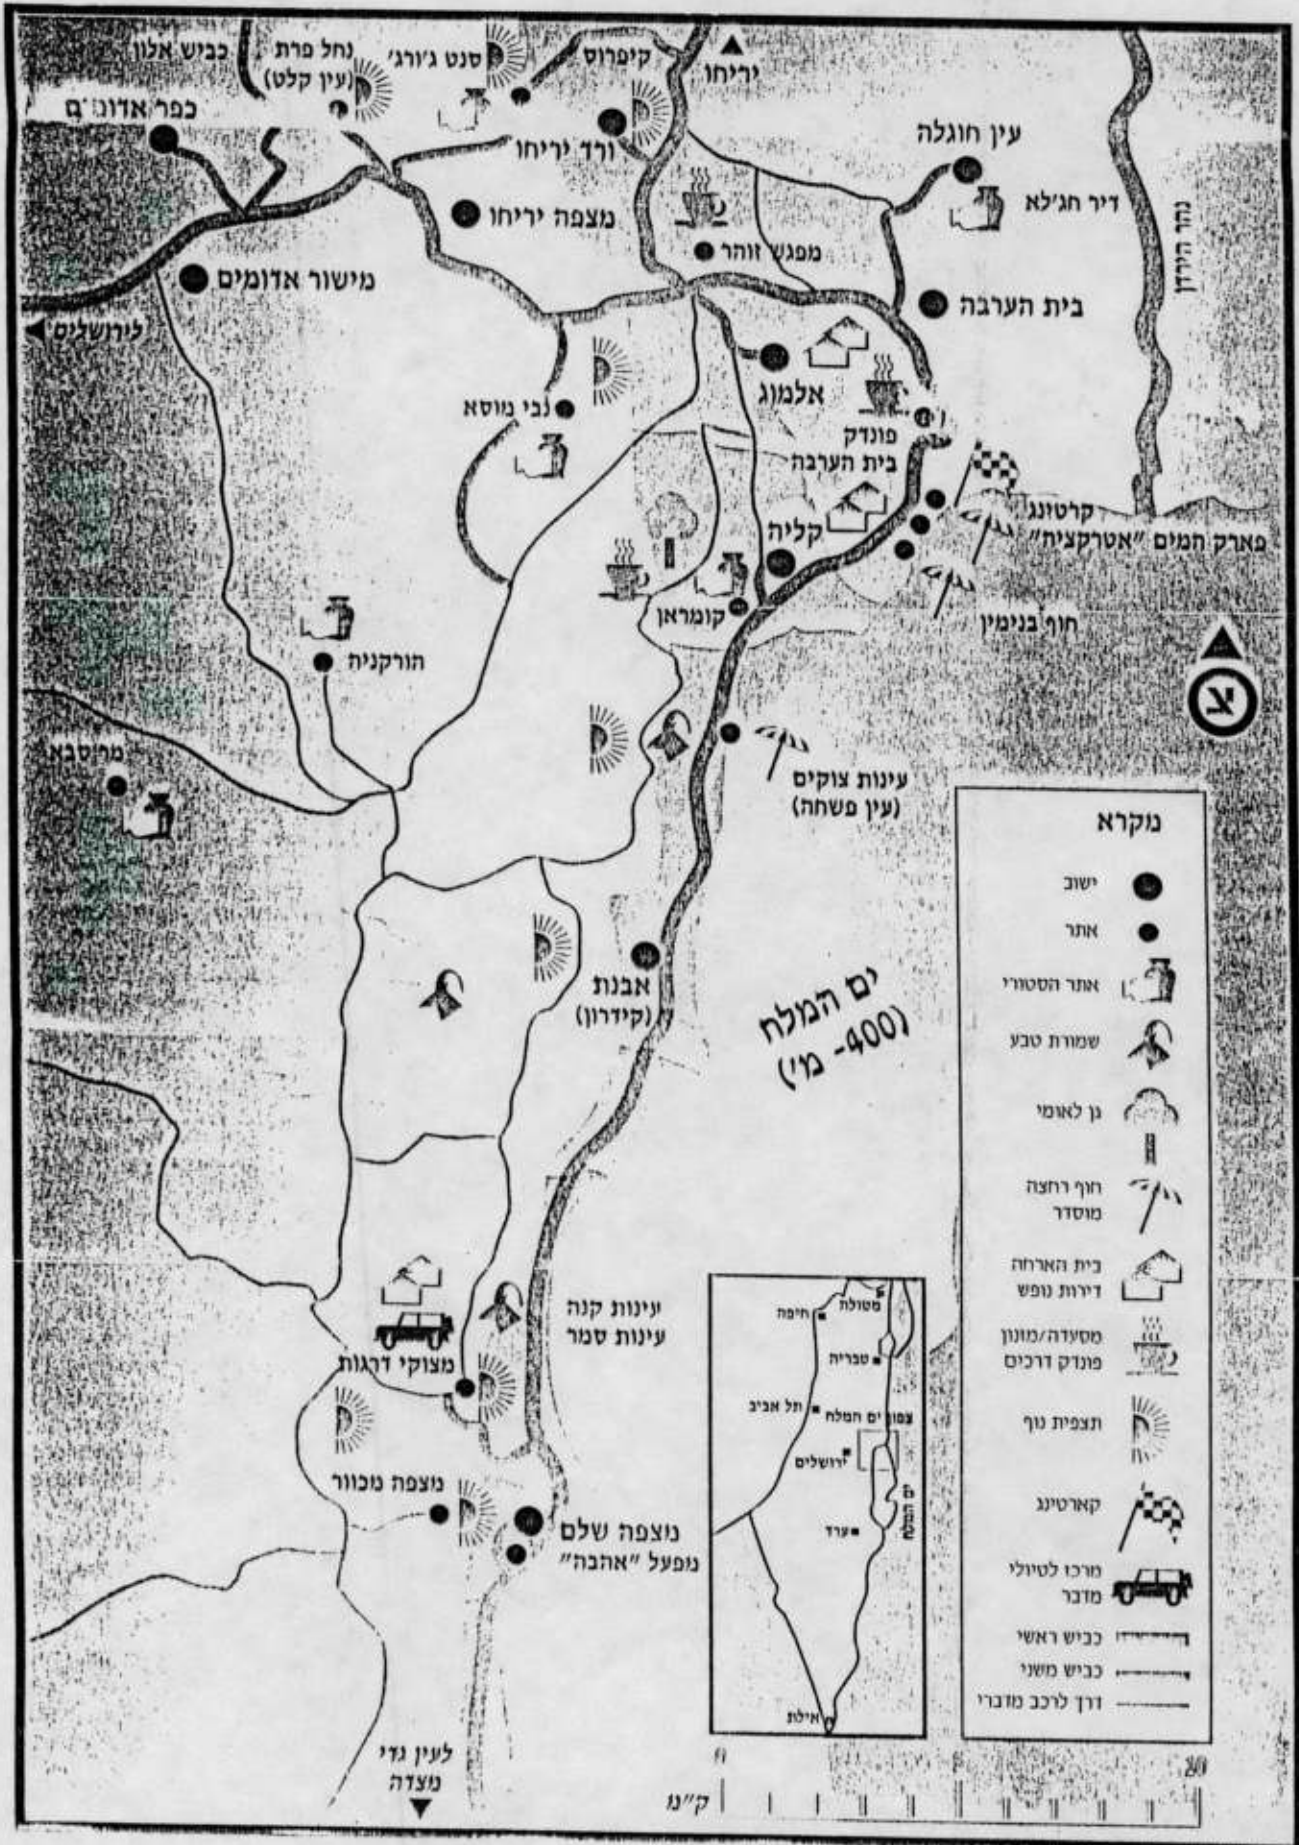 כביש אלון
נחל פרת
(עין קלט)
סנט ג'ורג'
קיפרוס
יריחו
כפר אדומים
ורד יריחו
עין חוגלה
דיר חג'לא
נהר הירדן
מצפה יריחו
מפגש זוהר
מישור אדומים
בית הערבה
לירושלים
אלמוג
נבי מוסא
פונדק
בית הערבה
קליה
קרטינג
פארק המים "אטרקציה"
קומראן
חוף בנימין
הורקניה
מר סבא
עינות צוקים
(עין פשחה)
אבנת
(קידרון)
ים המלח
(400- מ')
עינות קנה
עינות סמר
מצוקי דרגות
מצפה מכוור
מצפה שלם
מפעל "אהבה"
לעין גדי
מצדה
צ
מקרא
ישוב
אתר
אתר הסטורי
שמורת טבע
גן לאומי
חוף רחצה
מוסדר
בית הארחה
דירות נופש
מסעדה/מזנון
פונדק דרכים
תצפית נוף
קארטינג
מרכז לטיולי
מדבר
כביש ראשי
כביש משני
דרך לרכב מדברי
מטולה
חיפה
טבריה
תל אביב
צפון ים המלח
ירושלים
ים המלח
ערד
אילת
0
20
ק"מ